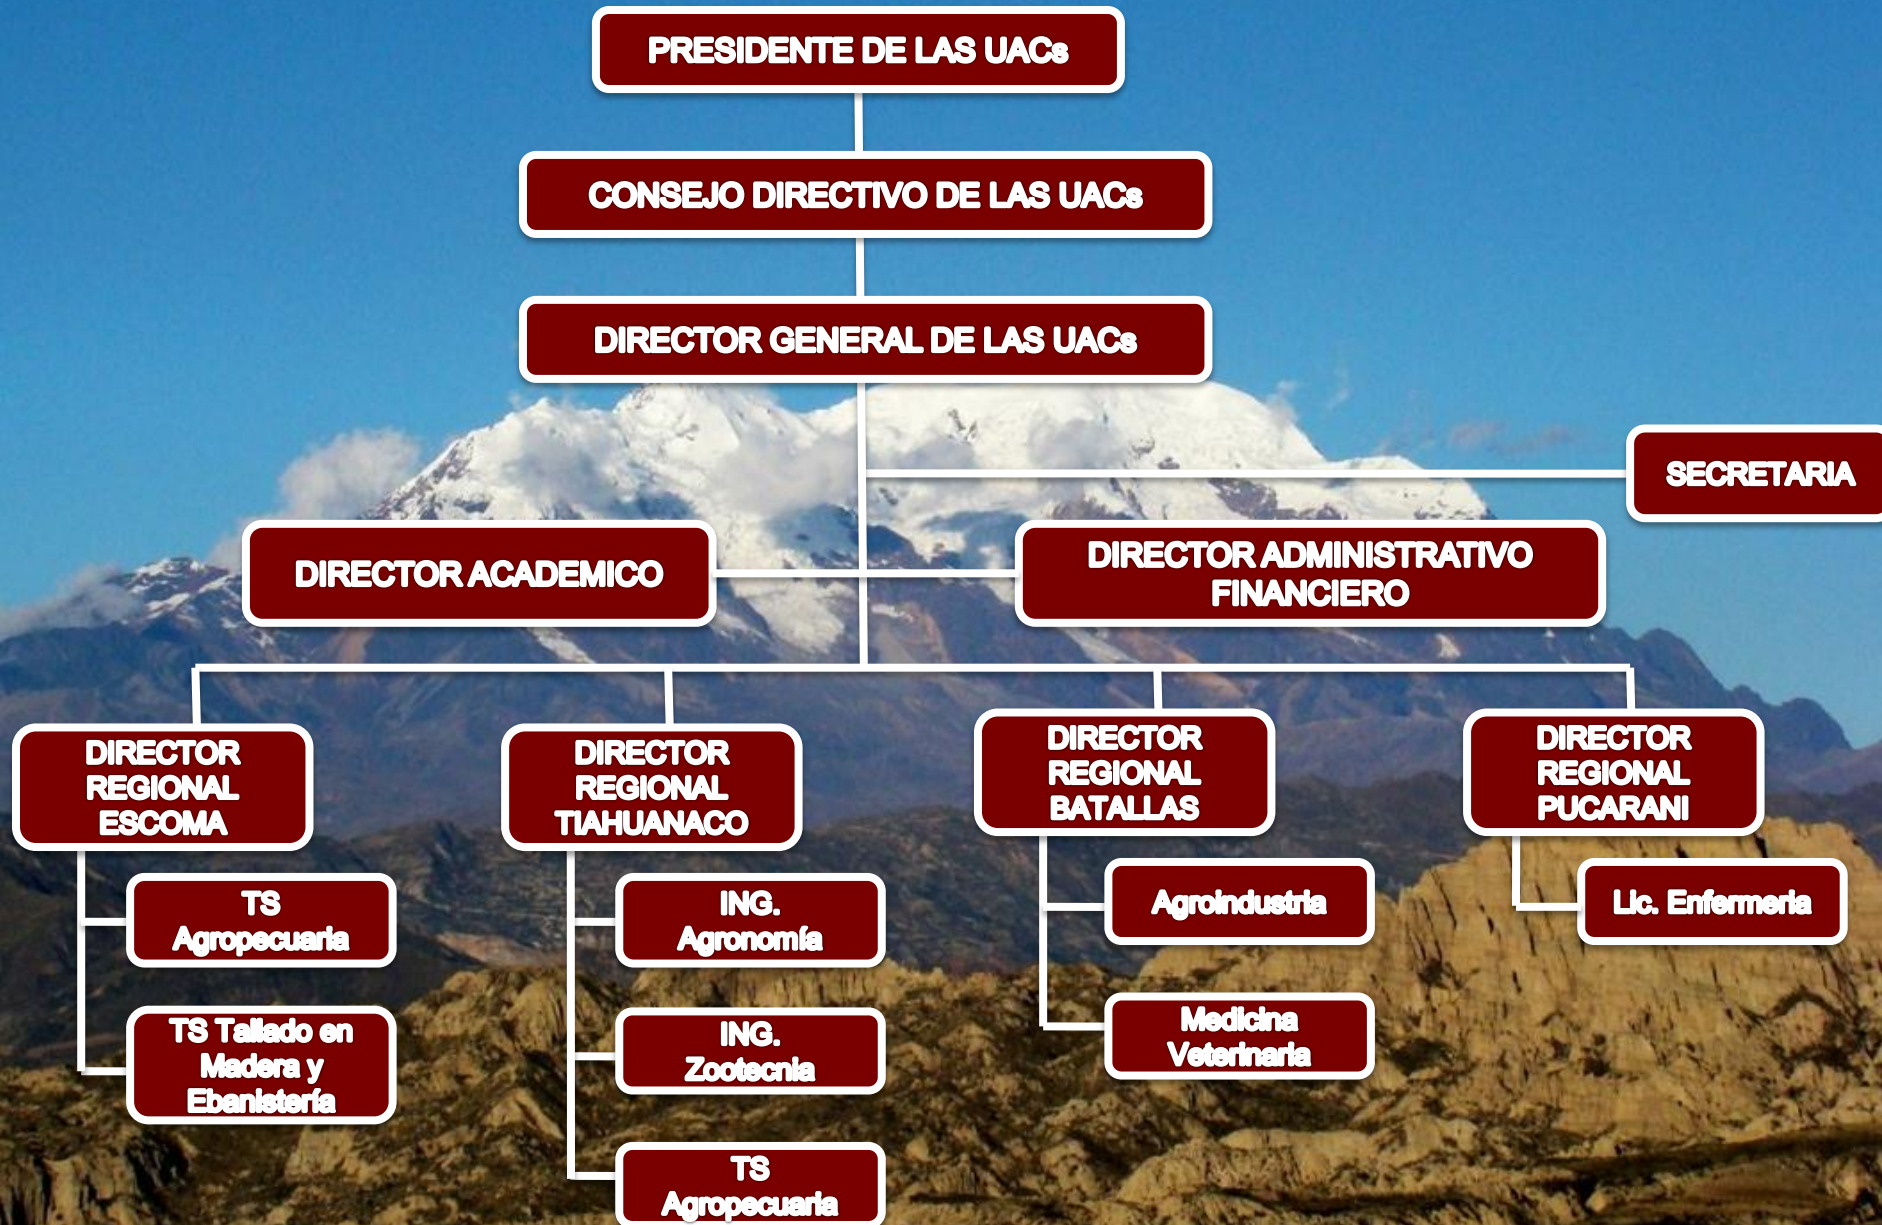 PRESIDENTE DE LAS UACs
CONSEJO DIRECTIVO DE LAS UACs
DIRECTOR GENERAL DE LAS UACs
SECRETARIA
DIRECTOR ACADEMICO
DIRECTOR ADMINISTRATIVO
FINANCIERO
DIRECTOR
REGIONAL
ESCOMA
DIRECTOR
REGIONAL
TIAHUANACO
DIRECTOR
REGIONAL
BATALLAS
DIRECTOR
REGIONAL
PUCARANI
TS
Agropecuaria
TS Tallado en
Madera y
Ebanistería
ING.
Agronomía
ING.
Zootecnia
TS
Agropecuaria
Agroindustria
Medicina
Veterinaria
Lic. Enfermeria